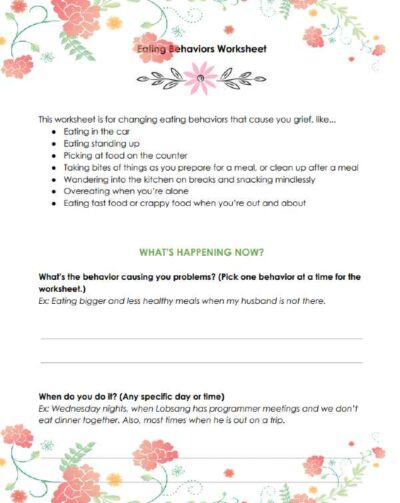 Eating Behaviors Worksheet
This worksheet is for changing eating behaviors that cause you grief, like...
● Eating in the car
● Eating standing up
● Picking at food on the counter
● Taking bites of things as you prepare for a meal, or clean up after a meal
● Wandering into the kitchen on breaks and snacking mindlessly
● Overeating when you're alone
● Eating fast food or crappy food when you're out and about
WHAT'S HAPPENING NOW?
What's the behavior causing you problems? (Pick one behavior at a time for the
worksheet.)
Ex: Eating bigger and less healthy meals when my husband is not there.
When do you do it? (Any specific day or time)
Ex: Wednesday nights, when Lobsang has programmer meetings and we don't
eat dinner together. Also, most times when he is out on a trip.